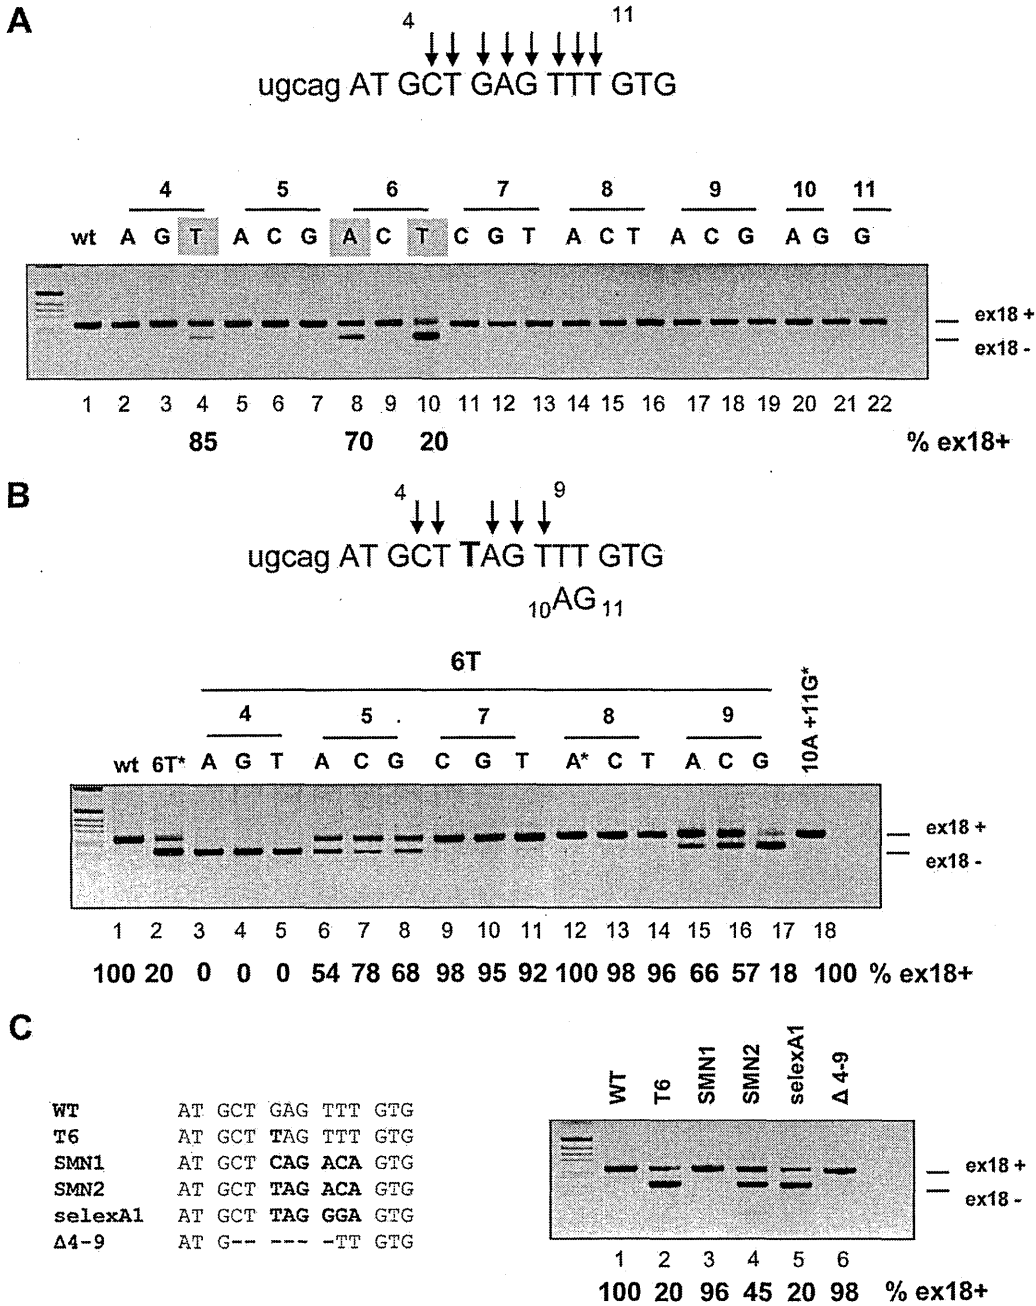 A
4 11
ugcag AT GCT GAG TTT GTG
4 5 6 7 8 9 10 11
wt A G T A C G A C T C G T A C T A C G A G G
ex18 +
ex18 -
1 2 3 4 5 6 7 8 9 10 11 12 13 14 15 16 17 18 19 20 21 22
85 70 20 % ex18+
B
4 9
ugcag AT GCT TAG TTT GTG
10AG 11
6T
4 5 7 8 9
wt 6T* A G T A C G C G T A* C T A C G 10A +11G*
ex18 +
ex18 -
1 2 3 4 5 6 7 8 9 10 11 12 13 14 15 16 17 18
100 20 0 0 0 54 78 68 98 95 92 100 98 96 66 57 18 100 % ex18+
C
WT AT GCT GAG TTT GTG
T6 AT GCT TAG TTT GTG
SMN1 AT GCT CAG ACA GTG
SMN2 AT GCT TAG ACA GTG
selexA1 AT GCT TAG GGA GTG
Δ4-9 AT G-- --- -TT GTG
WT T6 SMN1 SMN2 selexA1 Δ 4-9
ex18 +
ex18 -
1 2 3 4 5 6
100 20 96 45 20 98 % ex18+